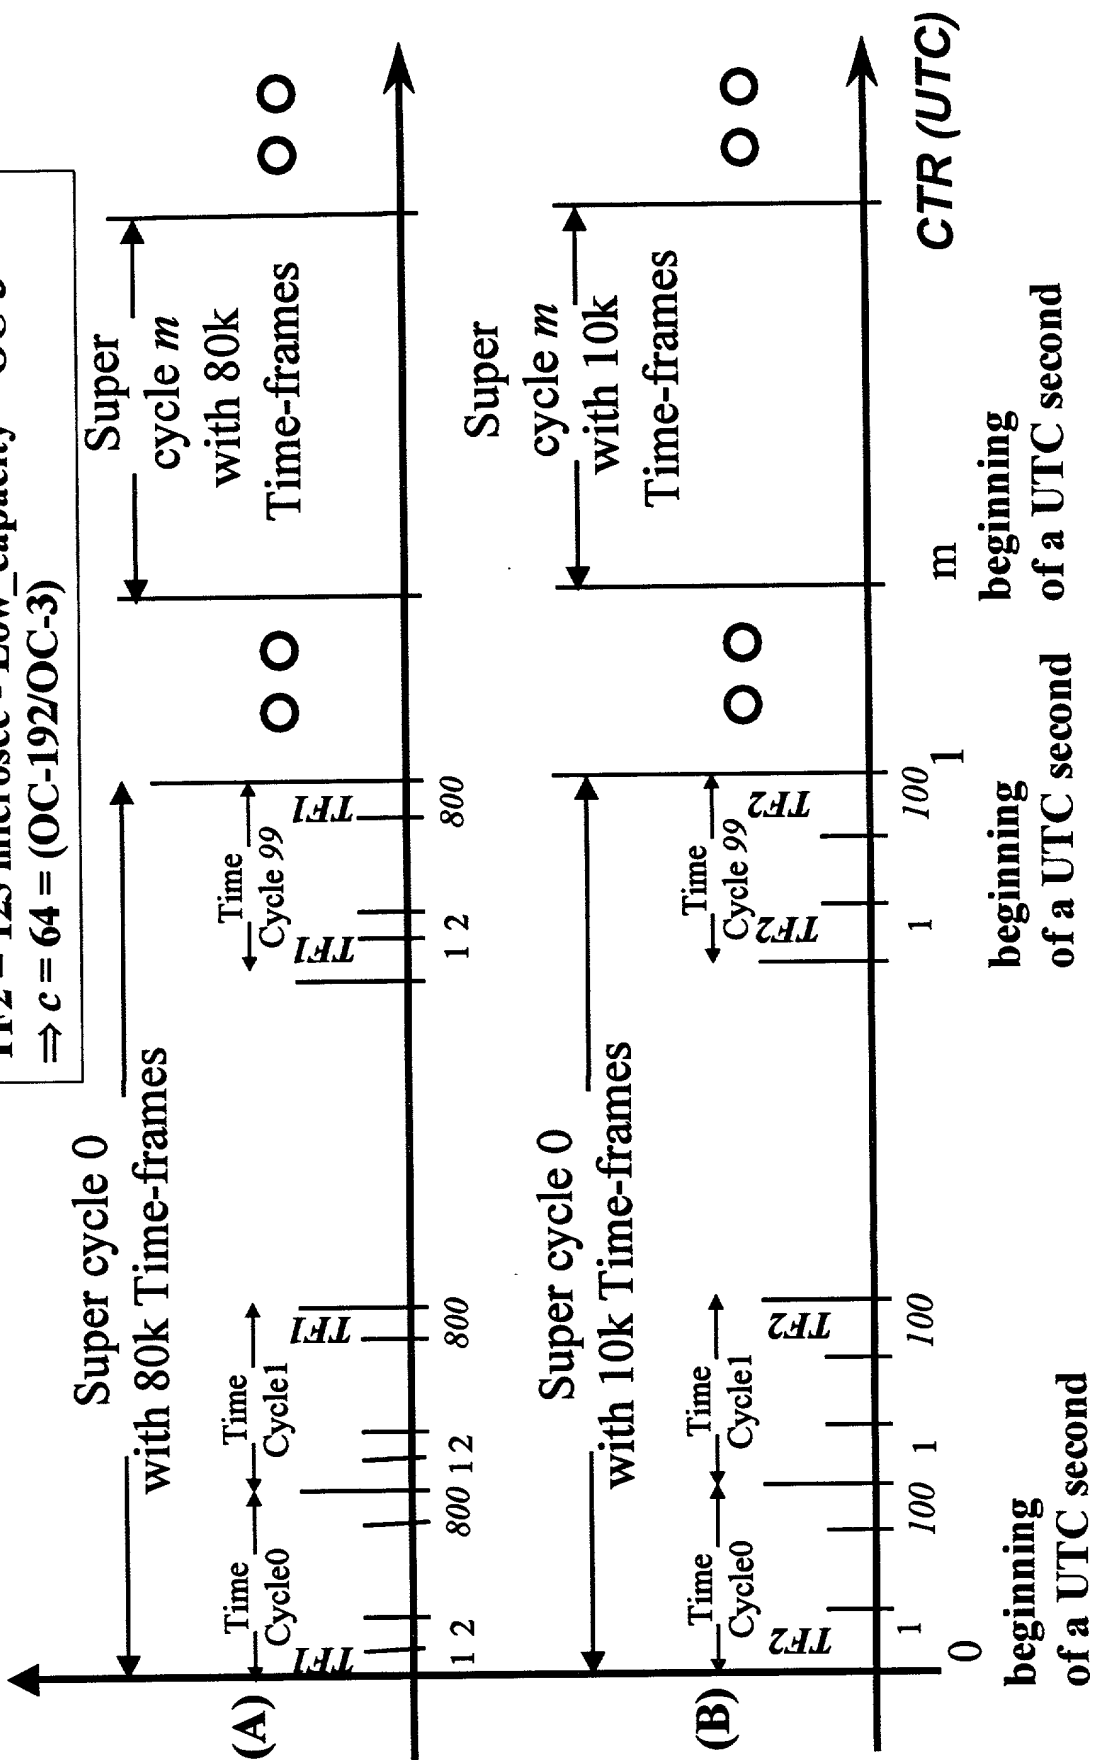 TF2 = 125 microsec - Low_capacity
⇒ c = 64 = (OC-192/OC-3)
Super cycle 0
with 80k Time-frames
Super
cycle m
with 80k
Time-frames
(A)
Time
Cycle0
Time
Cycle1
Time
Cycle 99
TF1
TF1
TF1
TF1
1 2
800
1 2
800
1 2
800
Super cycle 0
with 10k Time-frames
Super
cycle m
with 10k
Time-frames
(B)
Time
Cycle0
Time
Cycle1
Time
Cycle 99
TF2
TF2
TF2
TF2
1
100
1
100
1
100
0
1
m
CTR (UTC)
beginning
of a UTC second
beginning
of a UTC second
beginning
of a UTC second